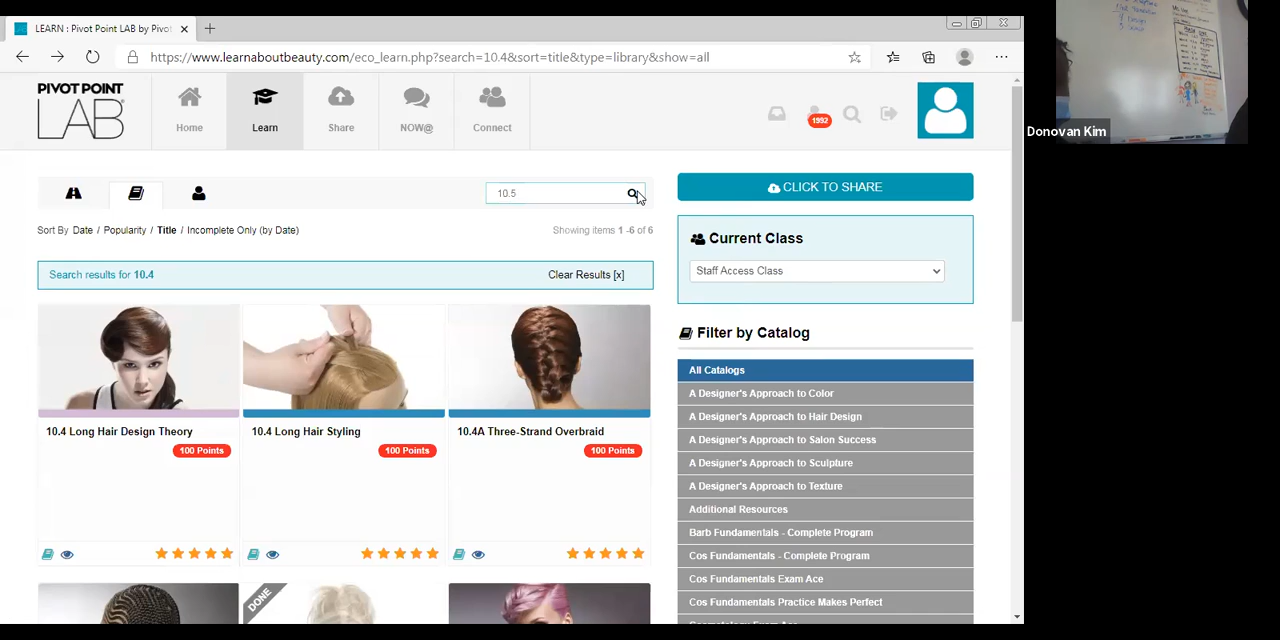 LEARN : Pivot Point LAB by Pivot
https://www.learnaboutbeauty.com/eco_learn.php?search=10.4&sort=title&type=library&show=all
PIVOT POINT
LAB
Home
Learn
Share
NOW@
Connect
1992
Donovan Kim
10.5
CLICK TO SHARE
Sort By Date / Popularity / Title / Incomplete Only (by Date)
Showing items 1 -6 of 6
Current Class
Staff Access Class
Search results for 10.4
Clear Results [x]
10.4 Long Hair Design Theory
100 Points
10.4 Long Hair Styling
100 Points
10.4A Three-Strand Overbraid
100 Points
DONE
Filter by Catalog
All Catalogs
A Designer's Approach to Color
A Designer's Approach to Hair Design
A Designer's Approach to Salon Success
A Designer's Approach to Sculpture
A Designer's Approach to Texture
Additional Resources
Barb Fundamentals - Complete Program
Cos Fundamentals - Complete Program
Cos Fundamentals Exam Ace
Cos Fundamentals Practice Makes Perfect